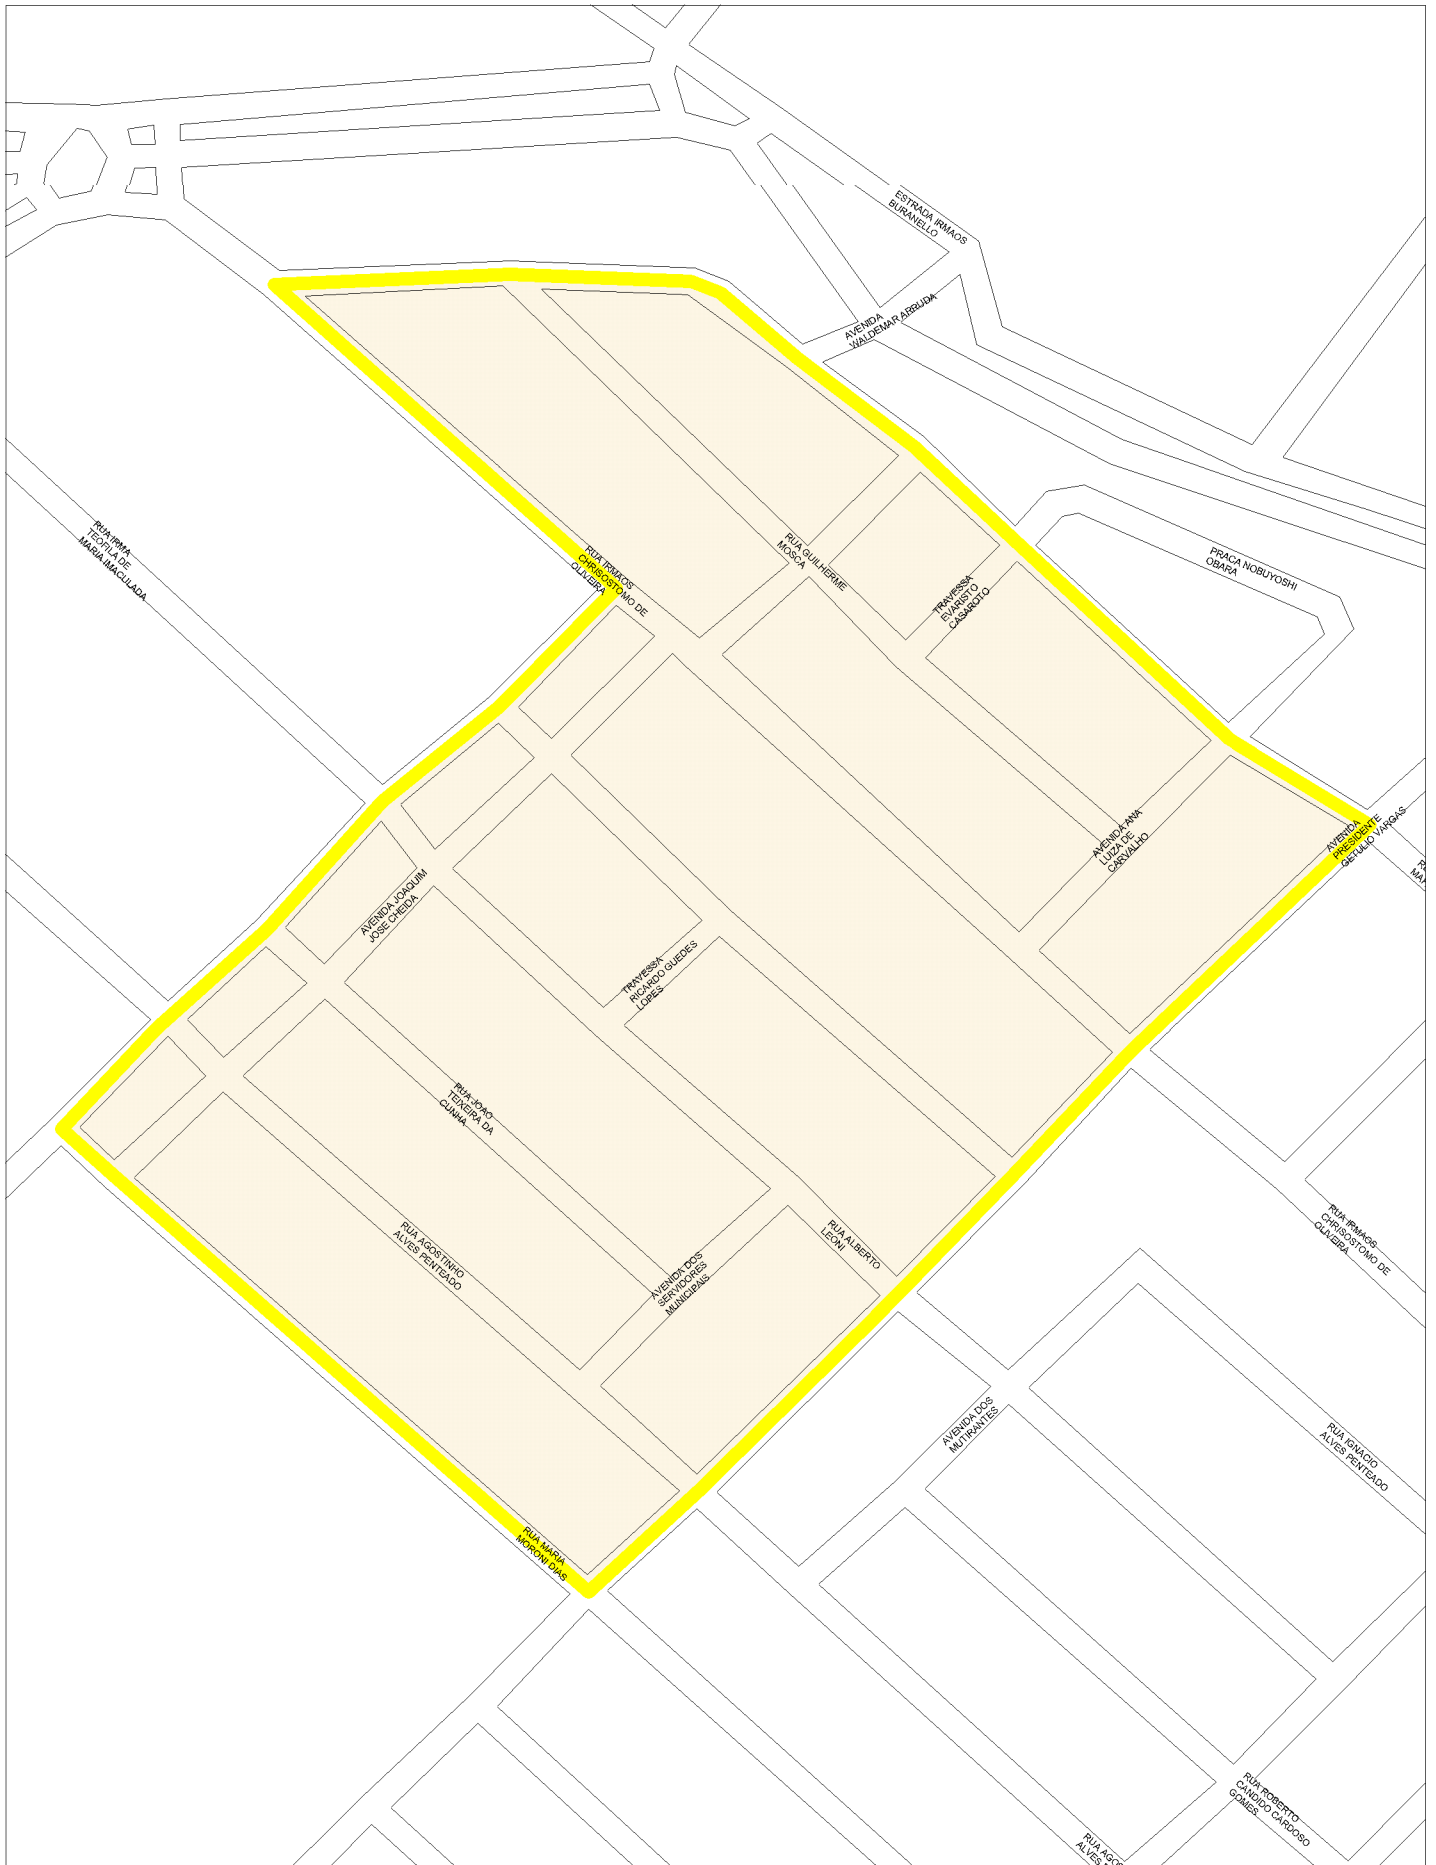 ESTRADA IRMAOS
BURANELLO
AVENIDA
WALDEMAR ARRUDA
RUA IRMA
TEOFILA DE
MARIA IMACULADA
RUA IRMAOS
CHRISOSTOMO DE
OLIVEIRA
RUA GUILHERME
MOSCA
TRAVESSA
EVARISTO
CASAROTO
PRACA NOBUYOSHI
OBARA
AVENIDA ANA
LUIZA DE
CARVALHO
AVENIDA
PRESIDENTE
GETULIO VARGAS
AVENIDA JOAQUIM
JOSE CHEIDA
TRAVESSA
RICARDO GUEDES
LOPES
RUA JOAO
TEIXEIRA DA
CUNHA
RUA AGOSTINHO
ALVES PENTEADO
AVENIDA DOS
SERVIDORES
MUNICIPAIS
RUA ALBERTO
LEONI
RUA IRMAOS
CHRISOSTOMO DE
OLIVEIRA
AVENIDA DOS
MUTIRANTES
RUA IGNACIO
ALVES PENTEADO
RUA MARIA
MORONI DIAS
RUA ROBERTO
CANDIDO CARDOSO
GOMES
RUA AGOS
ALVES